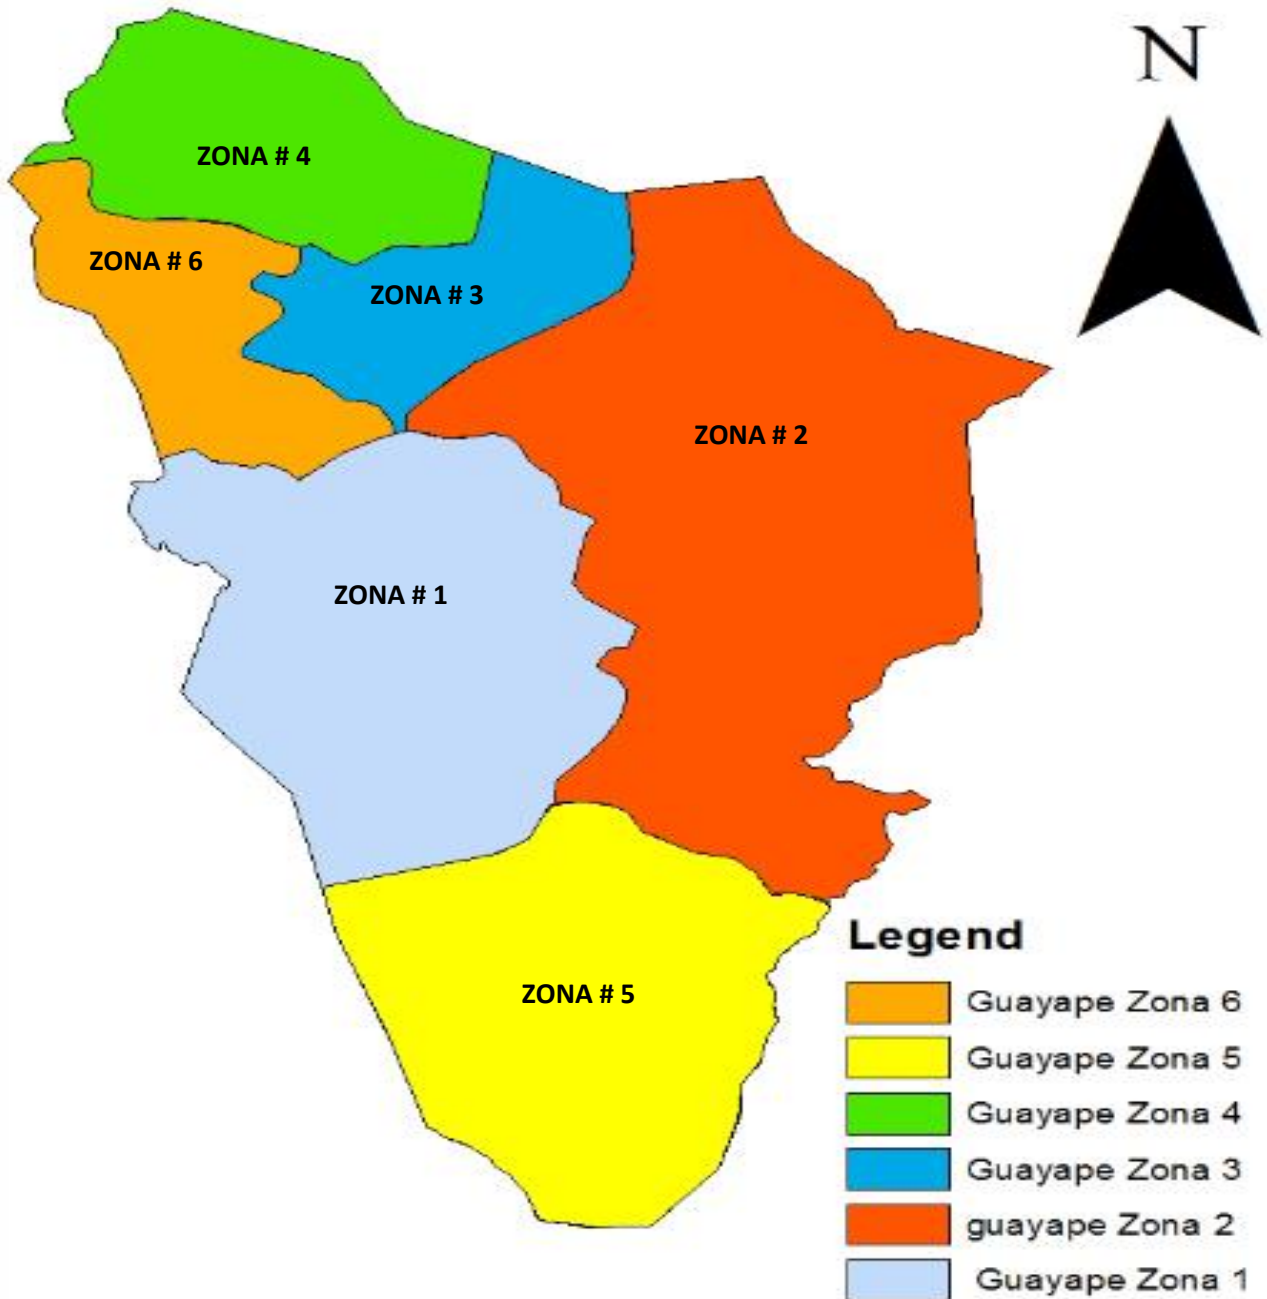 N
ZONA # 4
ZONA # 6
ZONA # 3
ZONA # 2
ZONA # 1
ZONA # 5
Legend
Guayape Zona 6
Guayape Zona 5
Guayape Zona 4
Guayape Zona 3
guayape Zona 2
Guayape Zona 1